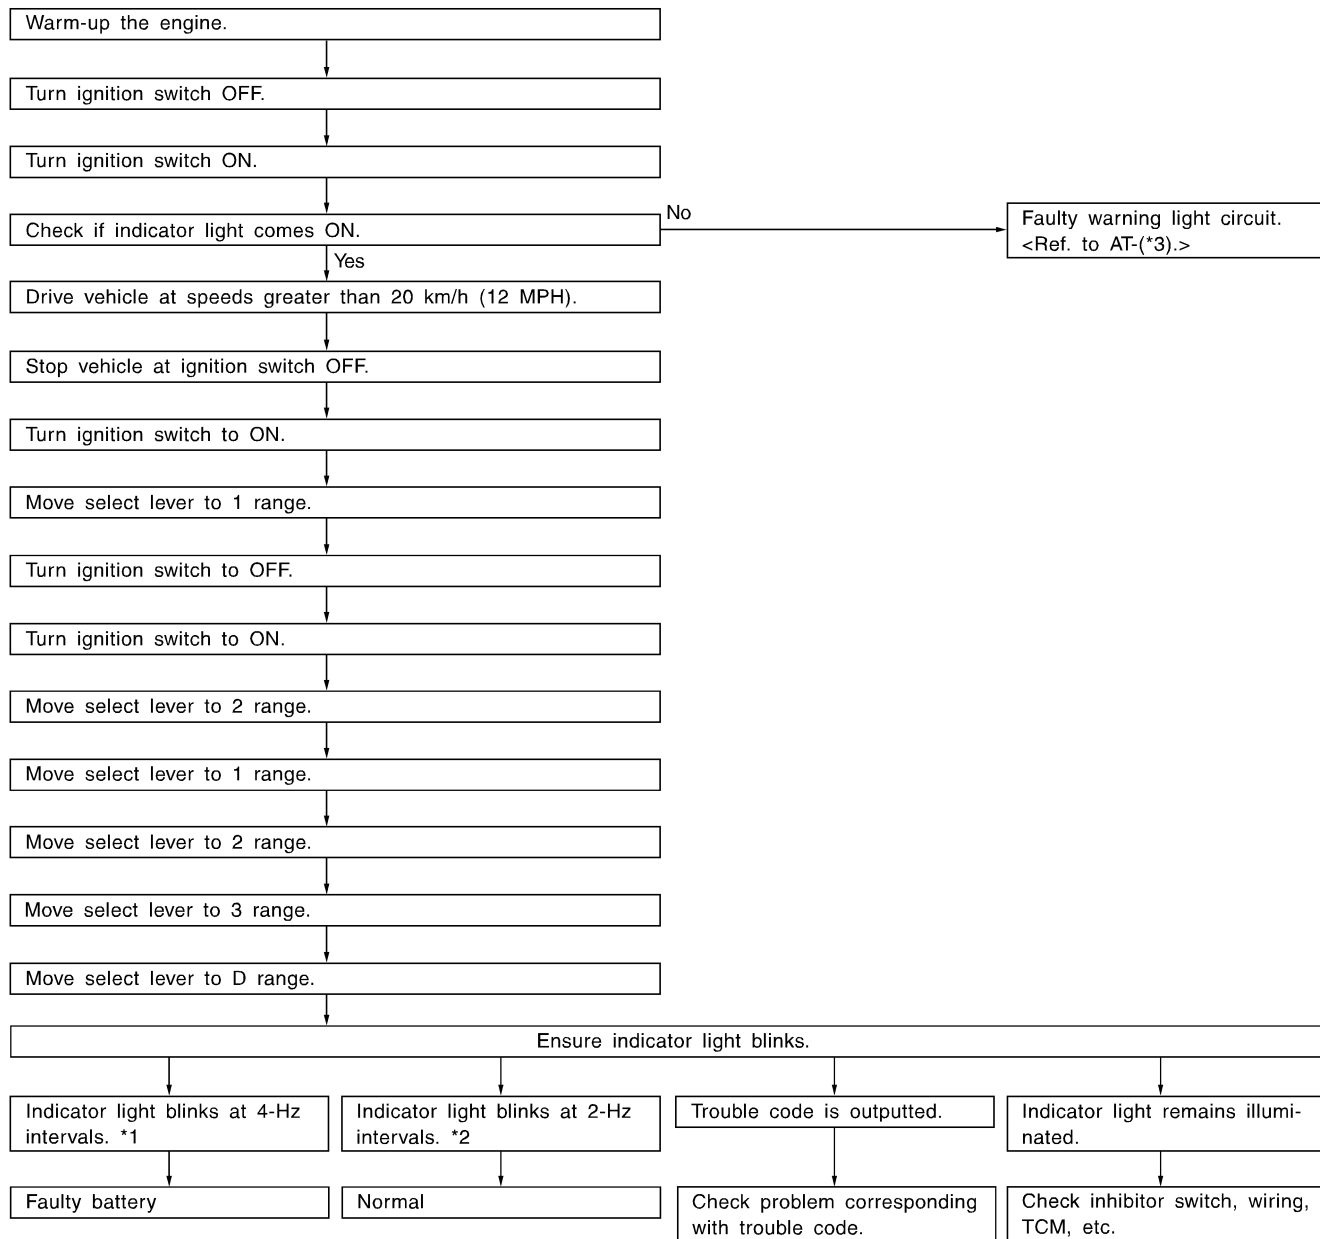 Warm-up the engine.
Turn ignition switch OFF.
Turn ignition switch ON.
Check if indicator light comes ON.
No
Faulty warning light circuit.
<Ref. to AT-(*3).>
Yes
Drive vehicle at speeds greater than 20 km/h (12 MPH).
Stop vehicle at ignition switch OFF.
Turn ignition switch to ON.
Move select lever to 1 range.
Turn ignition switch to OFF.
Turn ignition switch to ON.
Move select lever to 2 range.
Move select lever to 1 range.
Move select lever to 2 range.
Move select lever to 3 range.
Move select lever to D range.
Ensure indicator light blinks.
Indicator light blinks at 4-Hz
intervals. *1
Indicator light blinks at 2-Hz
intervals. *2
Trouble code is outputted.
Indicator light remains illumi-
nated.
Faulty battery
Normal
Check problem corresponding
with trouble code.
Check inhibitor switch, wiring,
TCM, etc.